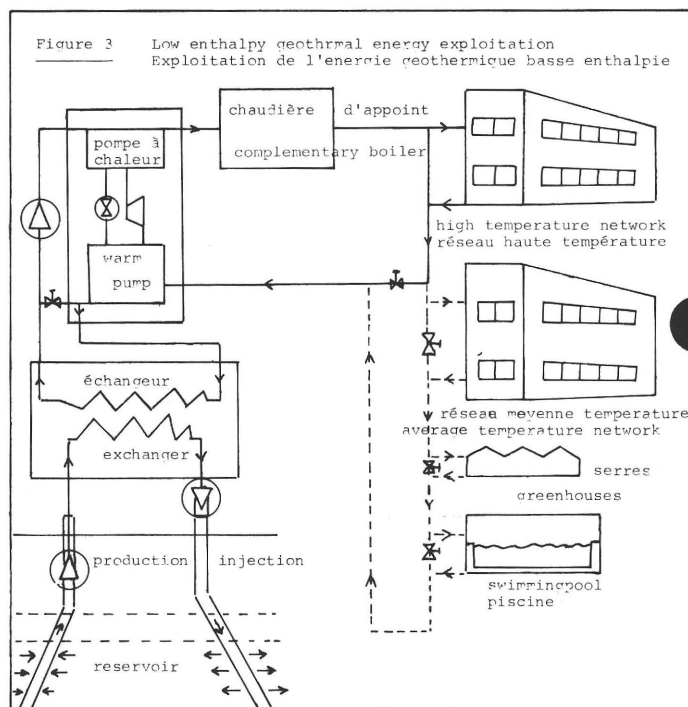 Figure 3 Low enthalpy geothrmal energy exploitation
Exploitation de l'energie geothermique basse enthalpie
chaudière d'appoint
complementary boiler
pompe à
chaleur
warm
pump
high temperature network
réseau haute température
échangeur
exchanger
réseau moyenne temperature
average temperature network
serres
greenhouses
production injection
swimmingpool
piscine
reservoir